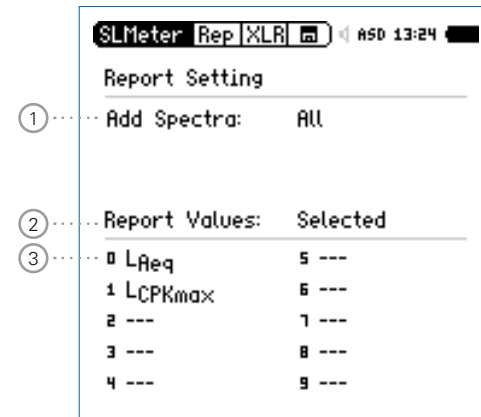 SLMeter Rep XLR ASD 13:24
Report Setting
1 Add Spectra: All
2 Report Values: Selected
3 0 LAeq 5 ---
1 LCPKmax 6 ---
2 --- 7 ---
3 --- 8 ---
4 --- 9 ---